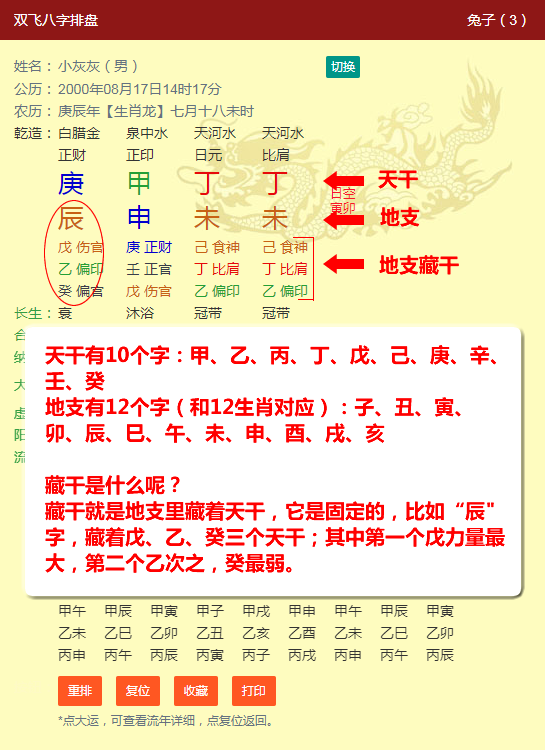 双飞八字排盘 兔子（3）
姓名：小灰灰（男） 切换
公历：2000年08月17日14时17分
农历：庚辰年【生肖龙】七月十八未时
乾造：白腊金 泉中水 天河水 天河水
正财 正印 日元 比肩
庚 甲 丁 丁 天干
日空
辰 申 未 未 寅卯 地支
戊 伤官 庚 正财 己 食神 己 食神
乙 偏印 壬 正官 丁 比肩 丁 比肩 地支藏干
癸 偏官 戊 伤官 乙 偏印 乙 偏印
长生：衰 沐浴 冠带 冠带
天干有10个字：甲、乙、丙、丁、戊、己、庚、辛、
壬、癸
地支有12个字（和12生肖对应）：子、丑、寅、
卯、辰、巳、午、未、申、酉、戌、亥
藏干是什么呢？
藏干就是地支里藏着天干，它是固定的，比如“辰"
字，藏着戊、乙、癸三个天干；其中第一个戊力量最
大，第二个乙次之，癸最弱。
纳
大
虚
阳
流
甲午 甲辰 甲寅 甲子 甲戌 甲申 甲午 甲辰 甲寅
乙未 乙巳 乙卯 乙丑 乙亥 乙酉 乙未 乙巳 乙卯
丙申 丙午 丙辰 丙寅 丙子 丙戌 丙申 丙午 丙辰
重排 复位 收藏 打印
*点大运，可查看流年详细，点复位返回。